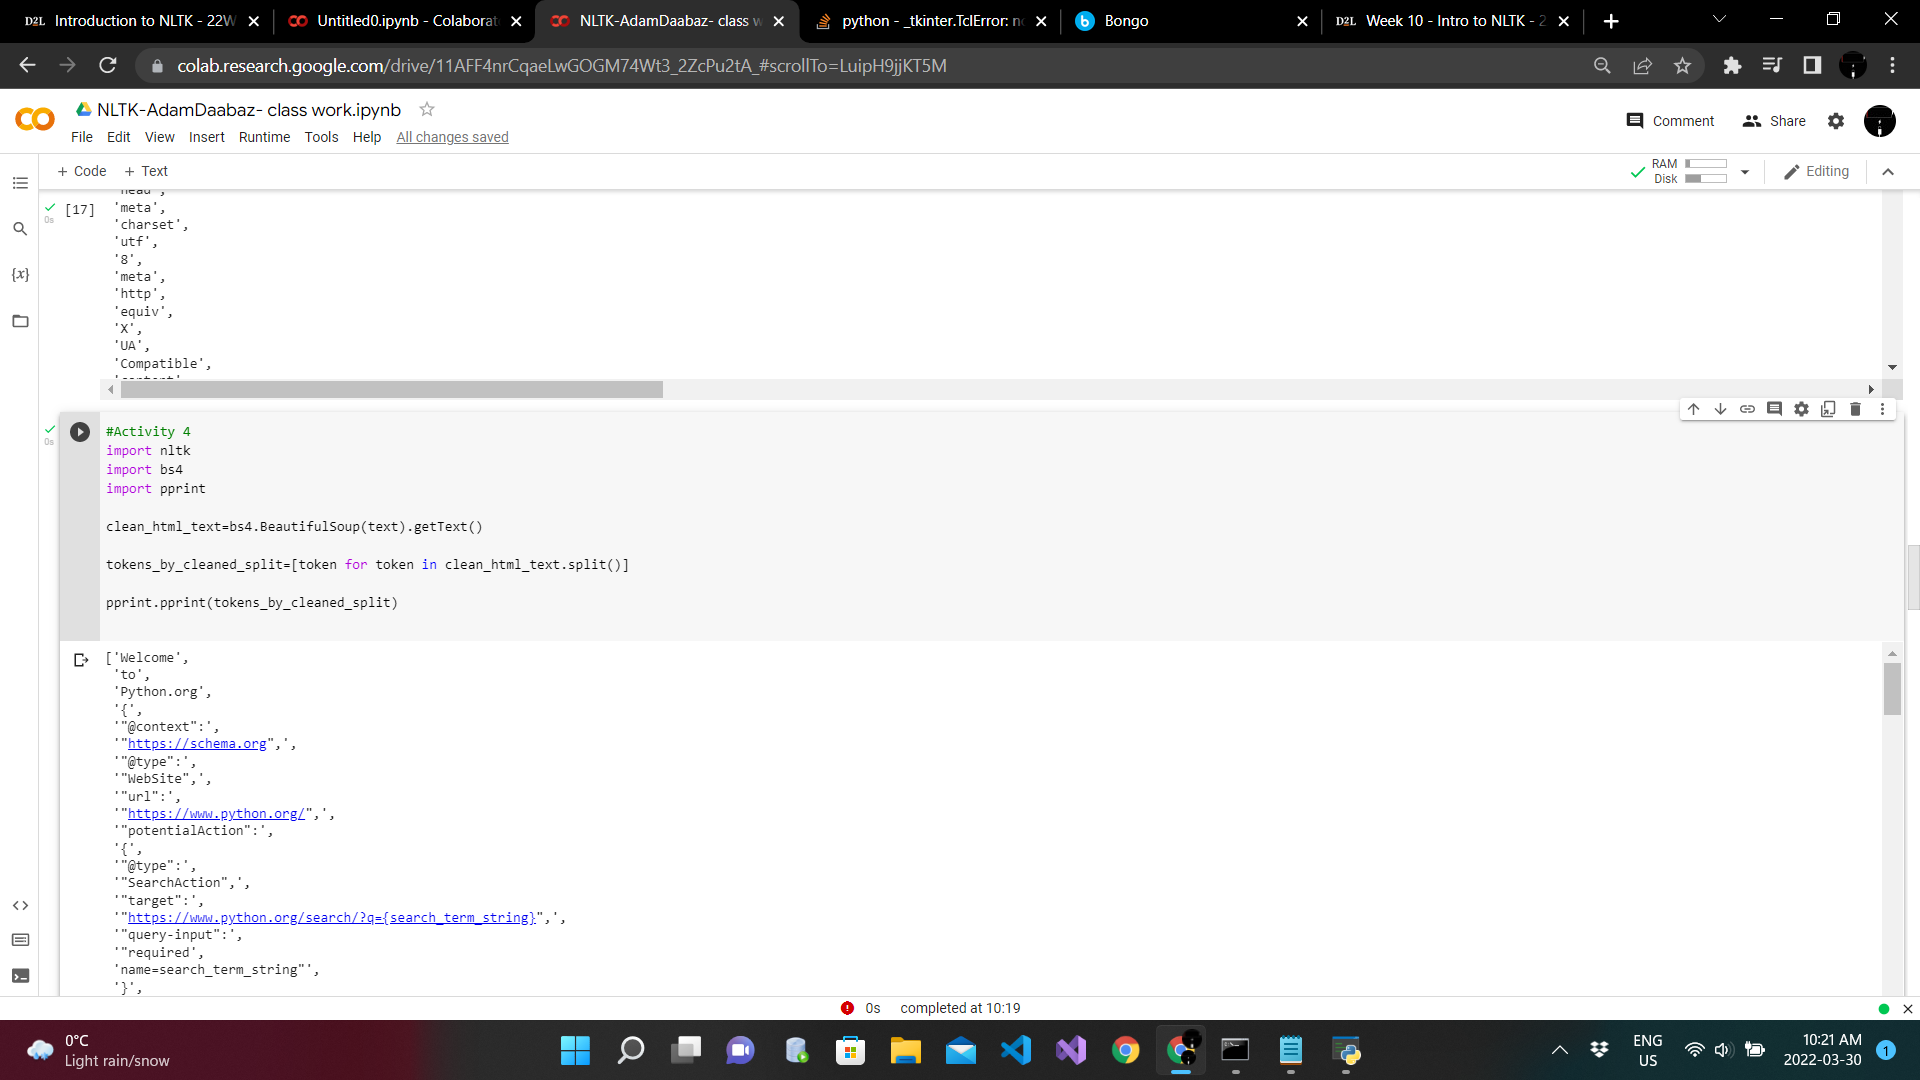 Introduction to NLTK - 22W
Untitled0.ipynb - Colaborat
NLTK-AdamDaabaz- class w
python - _tkinter.TclError: n
Bongo
Week 10 - Intro to NLTK - 2
colab.research.google.com/drive/11AFF4nrCqaeLwGOGM74Wt3_2ZcPu2tA_#scrollTo=LuipH9jjKT5M
NLTK-AdamDaabaz- class work.ipynb
File Edit View Insert Runtime Tools Help All changes saved
Comment
Share
+ Code + Text
RAM
Disk
Editing
[17]
0s
'head',
'meta',
'charset',
'utf',
'8',
'meta',
'http',
'equiv',
'X',
'UA',
'Compatible',
0s
#Activity 4
import nltk
import bs4
import pprint
clean_html_text=bs4.BeautifulSoup(text).getText()
tokens_by_cleaned_split=[token for token in clean_html_text.split()]
pprint.pprint(tokens_by_cleaned_split)
['Welcome',
'to',
'Python.org',
'{',
'"@context":',
'"https://schema.org",',
'"@type":',
'"WebSite",',
'"url":',
'"https://www.python.org/",',
'"potentialAction":',
'{',
'"@type":',
'"SearchAction",',
'"target":',
'"https://www.python.org/search/?q={search_term_string}",',
'"query-input":',
'"required',
'name=search_term_string"',
'}',
0s completed at 10:19
0°C
Light rain/snow
ENG
US
10:21 AM
2022-03-30
1